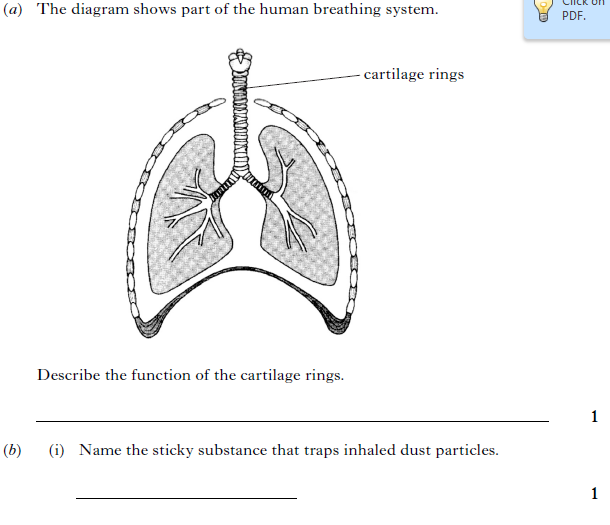 (a) The diagram shows part of the human breathing system.
PDF.
cartilage rings
Describe the function of the cartilage rings.
1
(b) (i) Name the sticky substance that traps inhaled dust particles.
1